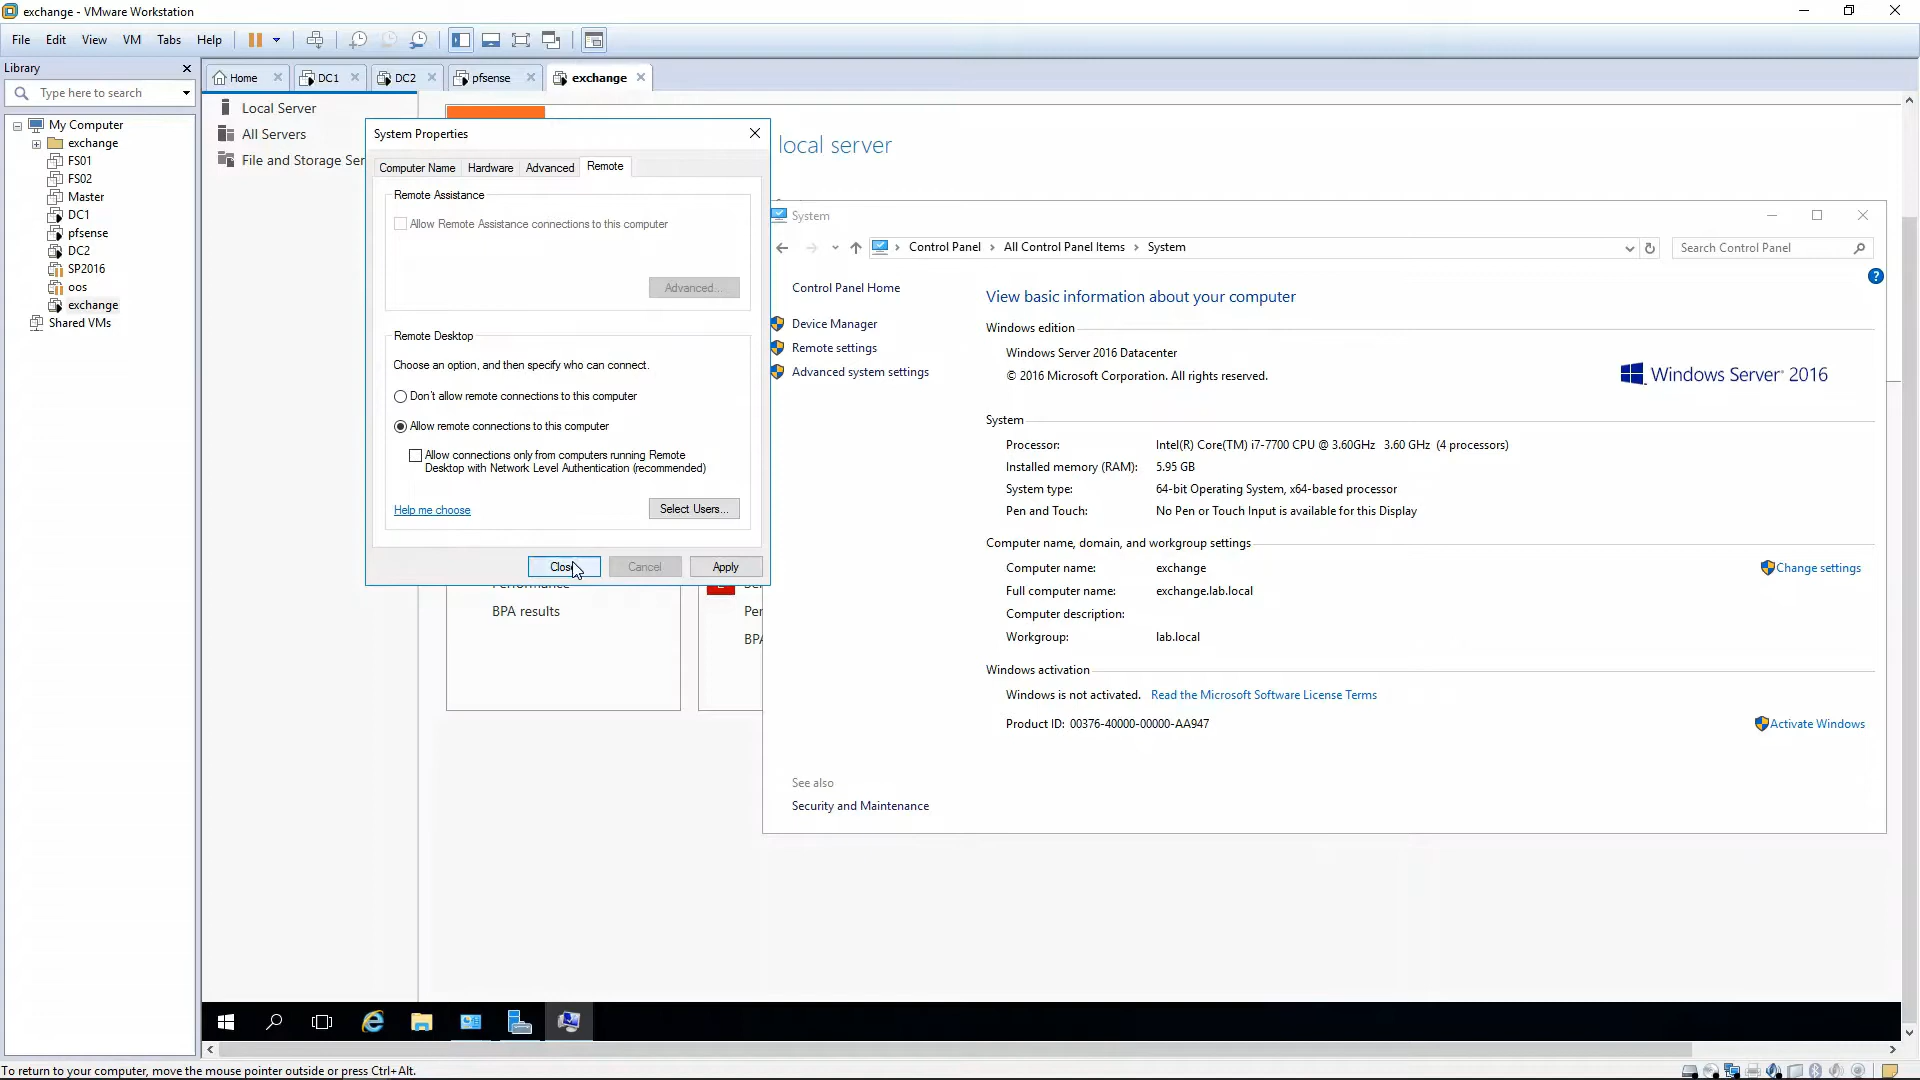 exchange - VMware Workstation
File Edit View VM Tabs Help
Library
Type here to search
My Computer
exchange
FS01
FS02
Master
DC1
pfsense
DC2
SP2016
oos
exchange
Shared VMs
Home DC1 DC2 pfsense exchange
Local Server
All Servers
File and Storage Ser
local server
System Properties
Computer Name Hardware Advanced Remote
Remote Assistance
Allow Remote Assistance connections to this computer
Advanced...
Remote Desktop
Choose an option, and then specify who can connect.
Don't allow remote connections to this computer
Allow remote connections to this computer
Allow connections only from computers running Remote
Desktop with Network Level Authentication (recommended)
Help me choose
Select Users...
Close Cancel Apply
Performance
BPA results
Per
BPA
System
Control Panel All Control Panel Items System
Search Control Panel
Control Panel Home
Device Manager
Remote settings
Advanced system settings
View basic information about your computer
Windows edition
Windows Server 2016 Datacenter
© 2016 Microsoft Corporation. All rights reserved.
Windows Server® 2016
System
Processor: Intel(R) Core(TM) i7-7700 CPU @ 3.60GHz 3.60 GHz (4 processors)
Installed memory (RAM): 5.95 GB
System type: 64-bit Operating System, x64-based processor
Pen and Touch: No Pen or Touch Input is available for this Display
Computer name, domain, and workgroup settings
Computer name: exchange
Change settings
Full computer name: exchange.lab.local
Computer description:
Workgroup: lab.local
Windows activation
Windows is not activated. Read the Microsoft Software License Terms
Product ID: 00376-40000-00000-AA947
Activate Windows
See also
Security and Maintenance
To return to your computer, move the mouse pointer outside or press Ctrl+Alt.